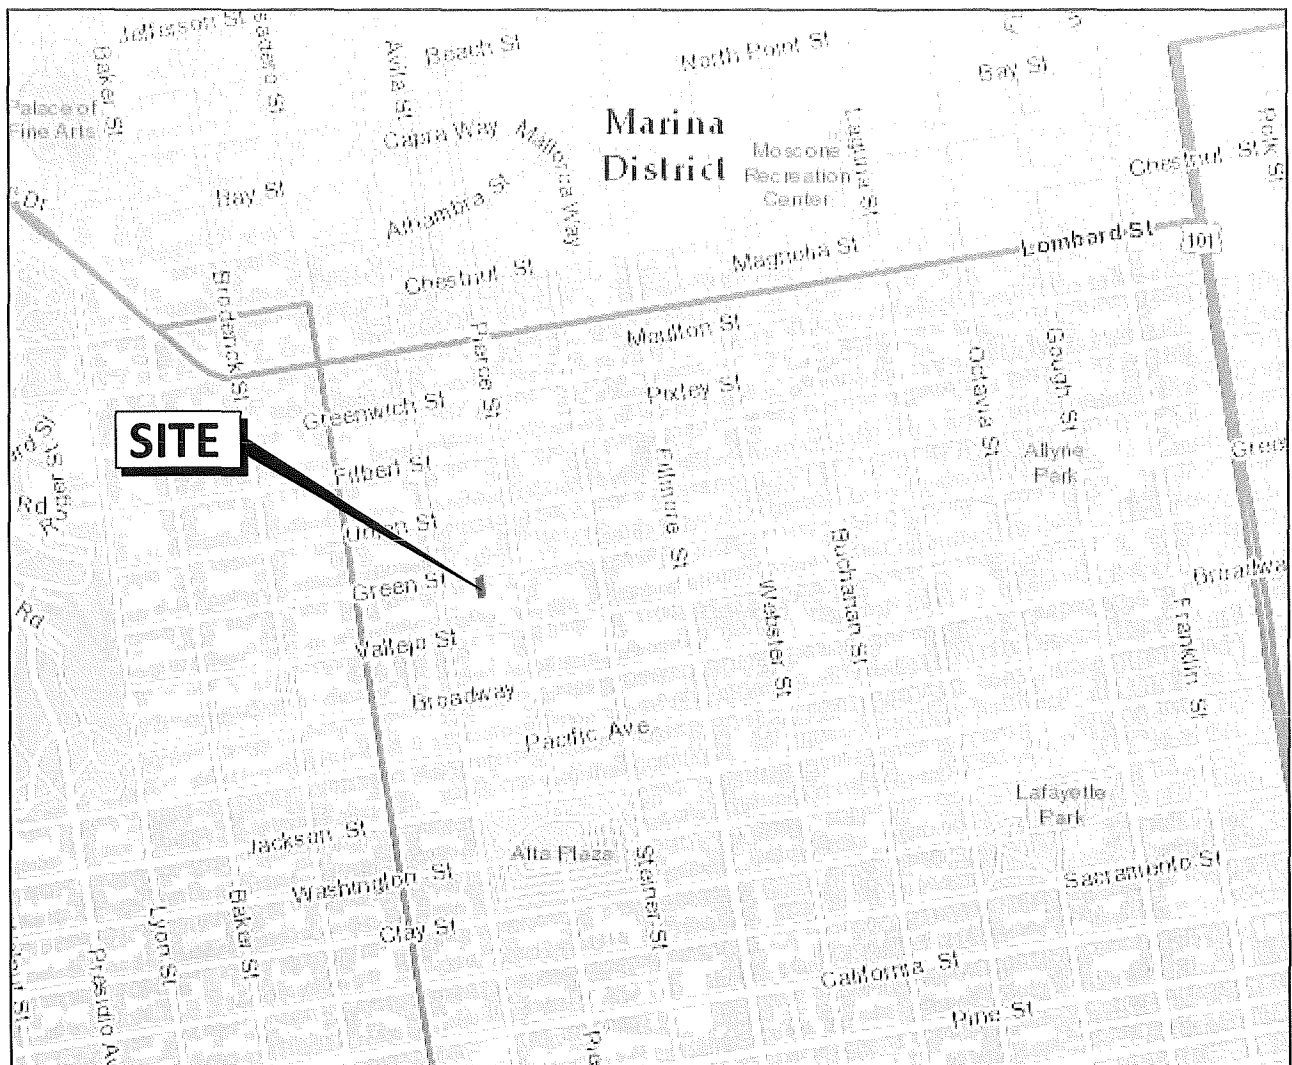 Jefferson St
Baker St
Avila St
Beach St
North Point St
Bay St
Palace of
Fine Arts
Capra Way
Mallorca Way
Marina
District
Moscone
Recreation
Center
Laguna St
Chestnut St
Dr
Bay St
Alhambra St
Lombard St
101
Magnolia St
Chestnut St
Broderick St
Pierce St
Moulton St
Gough St
Octavia St
Pixley St
Greenwich St
SITE
Filbert St
Allyne
Park
Rd
Fillmore St
Union St
Buchanan St
Green St
Webster St
Franklin St
Rd
Vallejo St
Broadway
Pacific Ave
Lafayette
Park
Jackson St
Alta Plaza
Steiner St
Sacramento St
Washington St
Baker St
Lyon St
Clay St
California St
Pine St